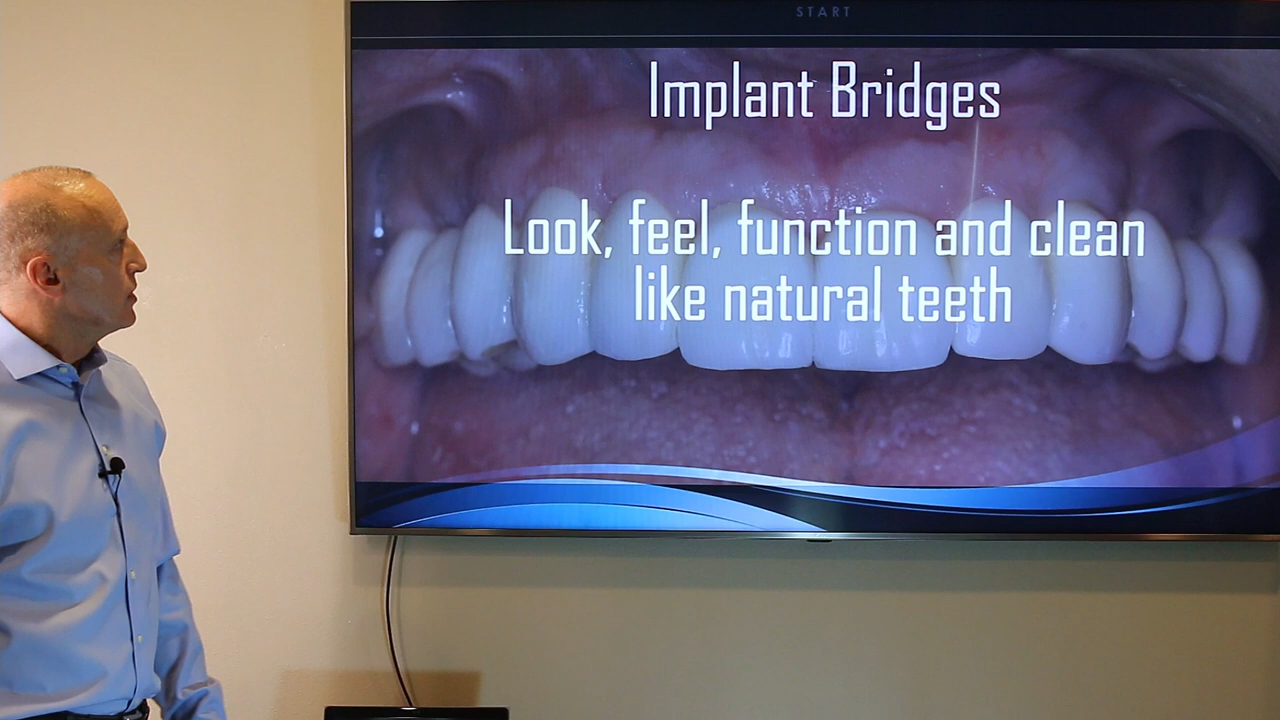 START
Implant Bridges
Look, feel, function and clean
like natural teeth